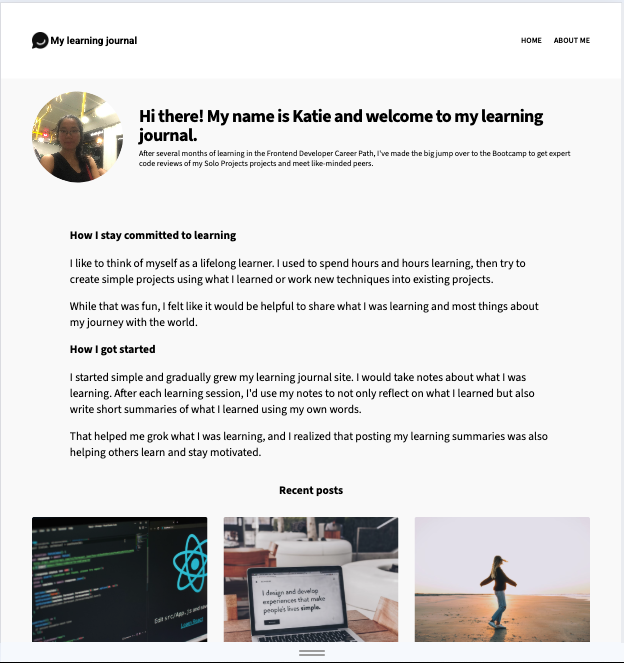 My learning journal
HOME ABOUT ME
Hi there! My name is Katie and welcome to my learning
journal.
After several months of learning in the Frontend Developer Career Path, I've made the big jump over to the Bootcamp to get expert
code reviews of my Solo Projects projects and meet like-minded peers.
How I stay committed to learning
I like to think of myself as a lifelong learner. I used to spend hours and hours learning, then try to
create simple projects using what I learned or work new techniques into existing projects.
While that was fun, I felt like it would be helpful to share what I was learning and most things about
my journey with the world.
How I got started
I started simple and gradually grew my learning journal site. I would take notes about what I was
learning. After each learning session, I'd use my notes to not only reflect on what I learned but also
write short summaries of what I learned using my own words.
That helped me grok what I was learning, and I realized that posting my learning summaries was also
helping others learn and stay motivated.
Recent posts
Edit src/App.js and s
Learn React
I design and develop
experiences that make
people's lives simple.